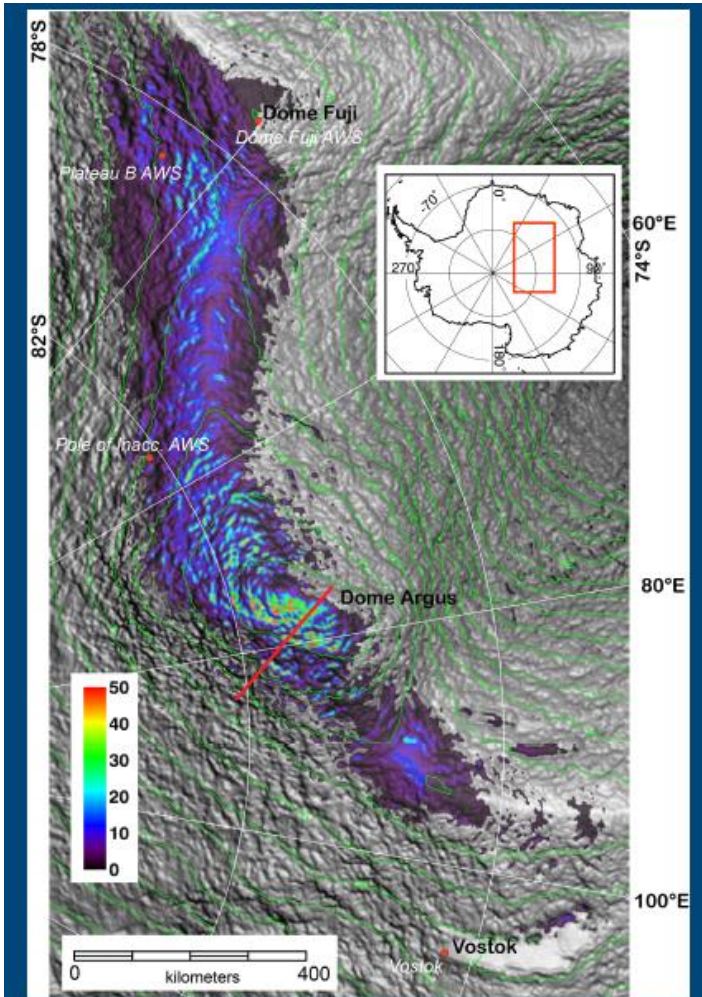 78°S
Dome Fuji
Dome Fuji AWS
Plateau B AWS
-70°
0°
60°E
74°S
270°
90°
180°
82°S
Pole of Inacc. AWS
80°E
Dome Argus
50
40
30
20
10
0
100°E
Vostok
Vostok
0
400
kilometers